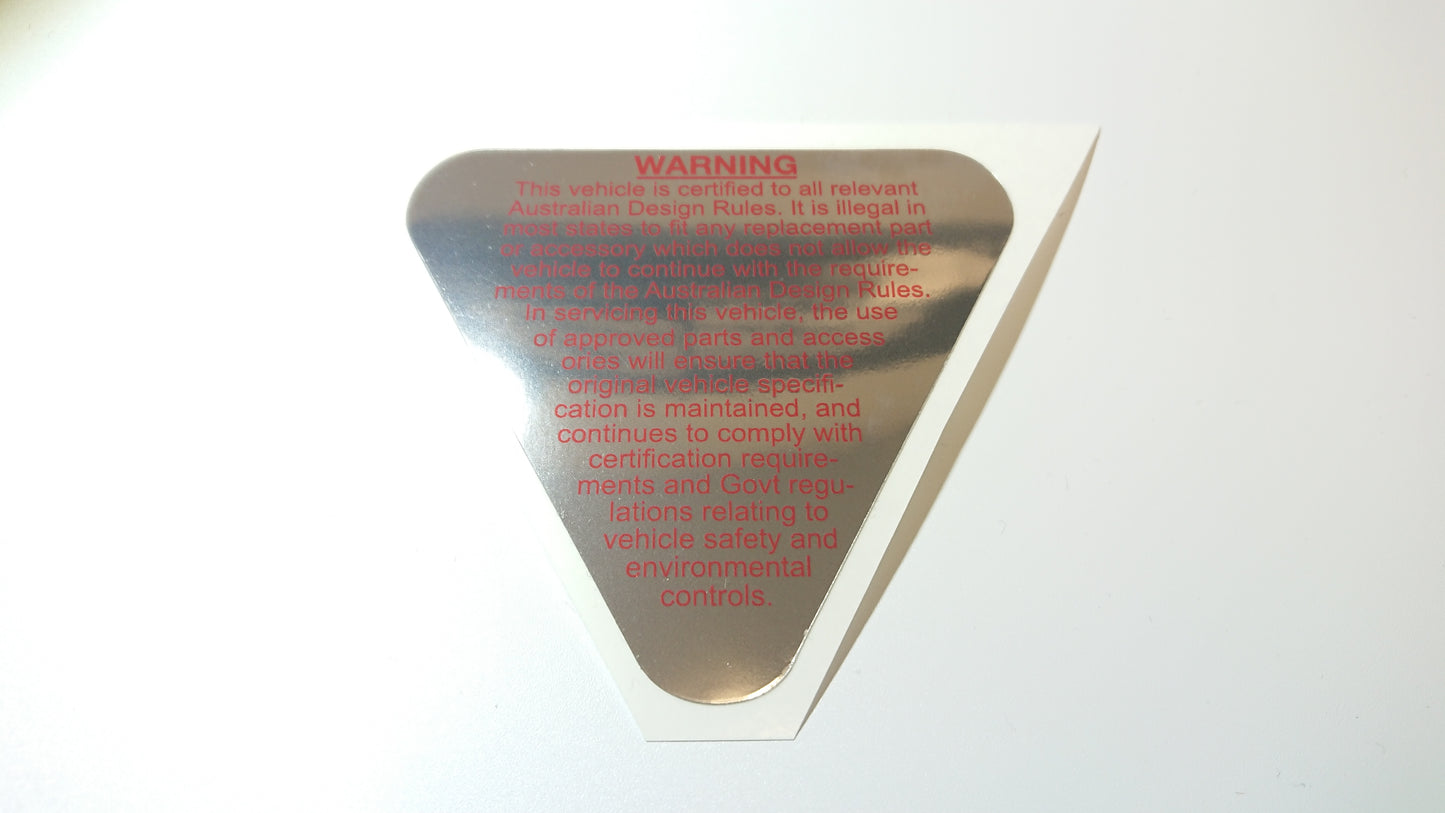 WARNING
This vehicle is certified to all relevant
Australian Design Rules. It is illegal in
most states to fit any replacement part
or accessory which does not allow the
vehicle to continue with the require-
ments of the Australian Design Rules.
In servicing this vehicle, the use
of approved parts and access
ories will ensure that the
original vehicle specifi-
cation is maintained, and
continues to comply with
certification require-
ments and Govt regu-
lations relating to
vehicle safety and
environmental
controls.